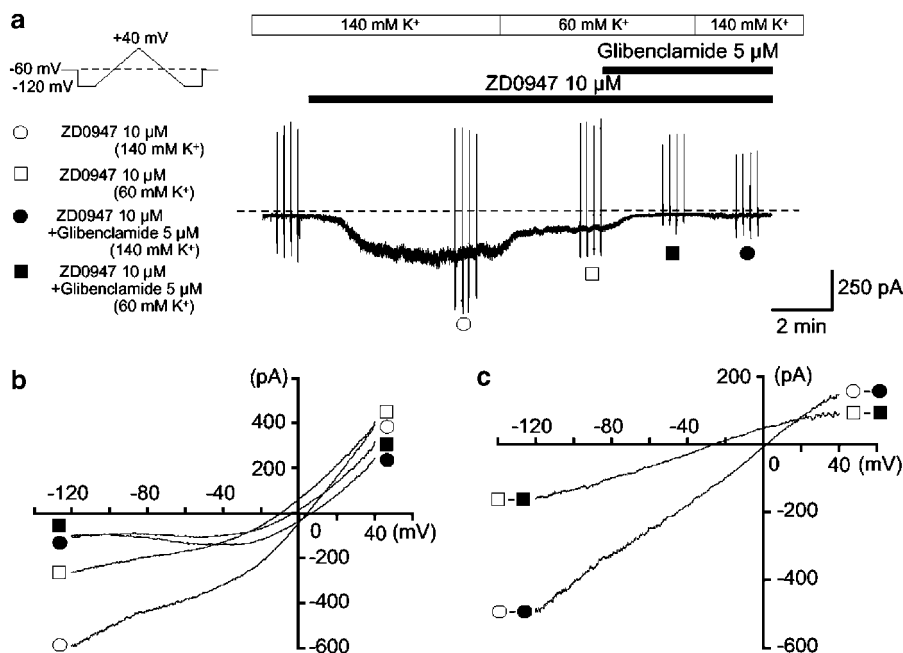 a
140 mM K⁺ 60 mM K⁺ 140 mM K⁺
+40 mV
-60 mV
-120 mV
Glibenclamide 5 µM
ZD0947 10 µM
ZD0947 10 µM
(140 mM K⁺)
ZD0947 10 µM
(60 mM K⁺)
ZD0947 10 µM
+Glibenclamide 5 µM
(140 mM K⁺)
ZD0947 10 µM
+Glibenclamide 5 µM
(60 mM K⁺)
250 pA
2 min
b
(pA)
400
200
-120 -80 -40
0
40 (mV)
-200
-400
-600
c
(pA)
200
-120 -80 -40
0
40 (mV)
-200
-400
-600